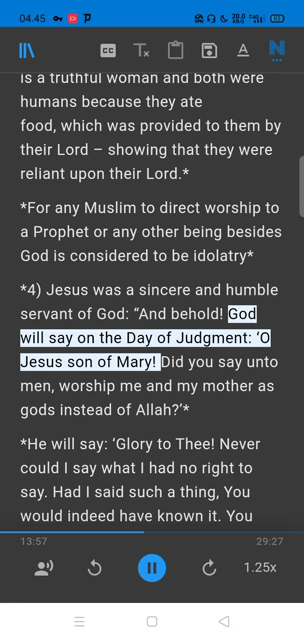 04.45
20.0
KB/s
CC
is a truthful woman and both were
humans because they ate
food, which was provided to them by
their Lord – showing that they were
reliant upon their Lord.*
*For any Muslim to direct worship to
a Prophet or any other being besides
God is considered to be idolatry*
*4) Jesus was a sincere and humble
servant of God: “And behold! God
will say on the Day of Judgment: ‘O
Jesus son of Mary! Did you say unto
men, worship me and my mother as
gods instead of Allah?’*
*He will say: ‘Glory to Thee! Never
could I say what I had no right to
say. Had I said such a thing, You
would indeed have known it. You
13:57
29:27
1.25x